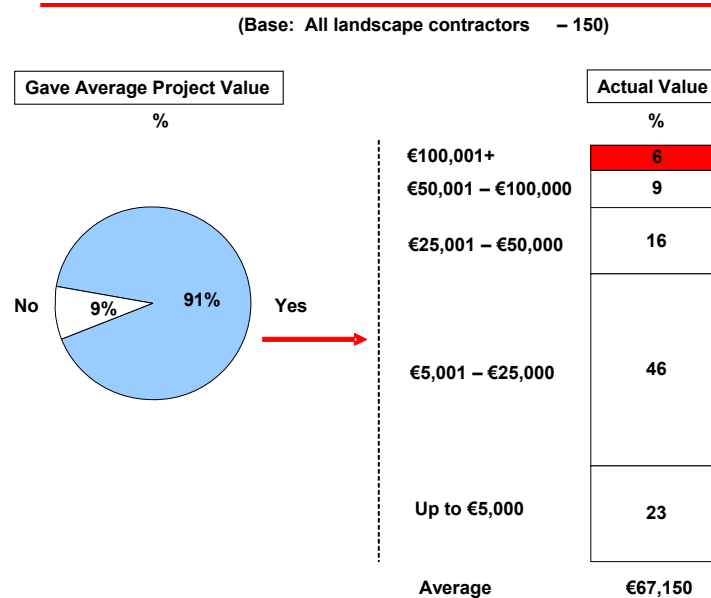 (Base: All landscape contractors – 150)
Gave Average Project Value
%
No
9%
91%
Yes
Actual Value
%
€100,001+ 6
€50,001 – €100,000 9
€25,001 – €50,000 16
€5,001 – €25,000 46
Up to €5,000 23
Average €67,150